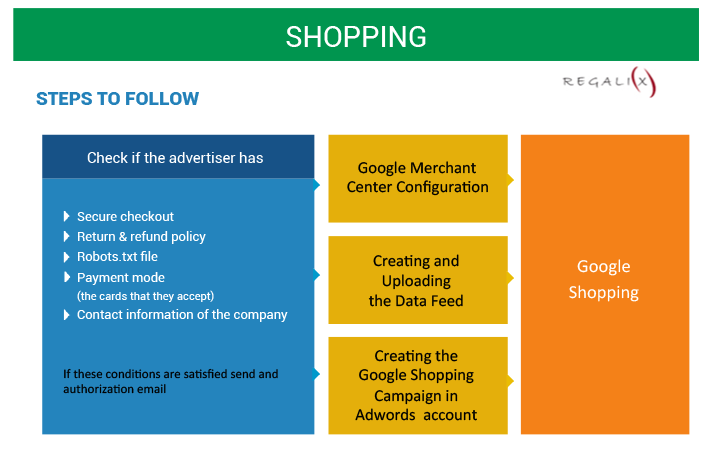 SHOPPING
REGALI(X)
STEPS TO FOLLOW
Check if the advertiser has
Secure checkout
Return & refund policy
Robots.txt file
Payment mode
(the cards that they accept)
Contact information of the company
If these conditions are satisfied send and
authorization email
Google Merchant
Center Configuration
Creating and
Uploading
the Data Feed
Creating the
Google Shopping
Campaign in
Adwords account
Google
Shopping